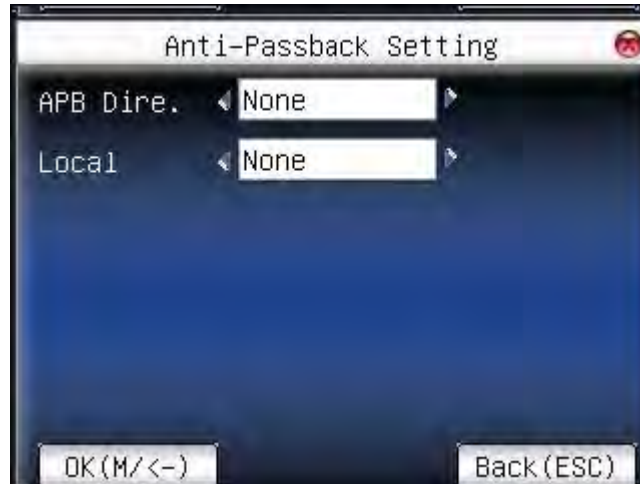 Anti-Passback Setting
APB Dire. None
Local None
OK(M/<-) Back(ESC)